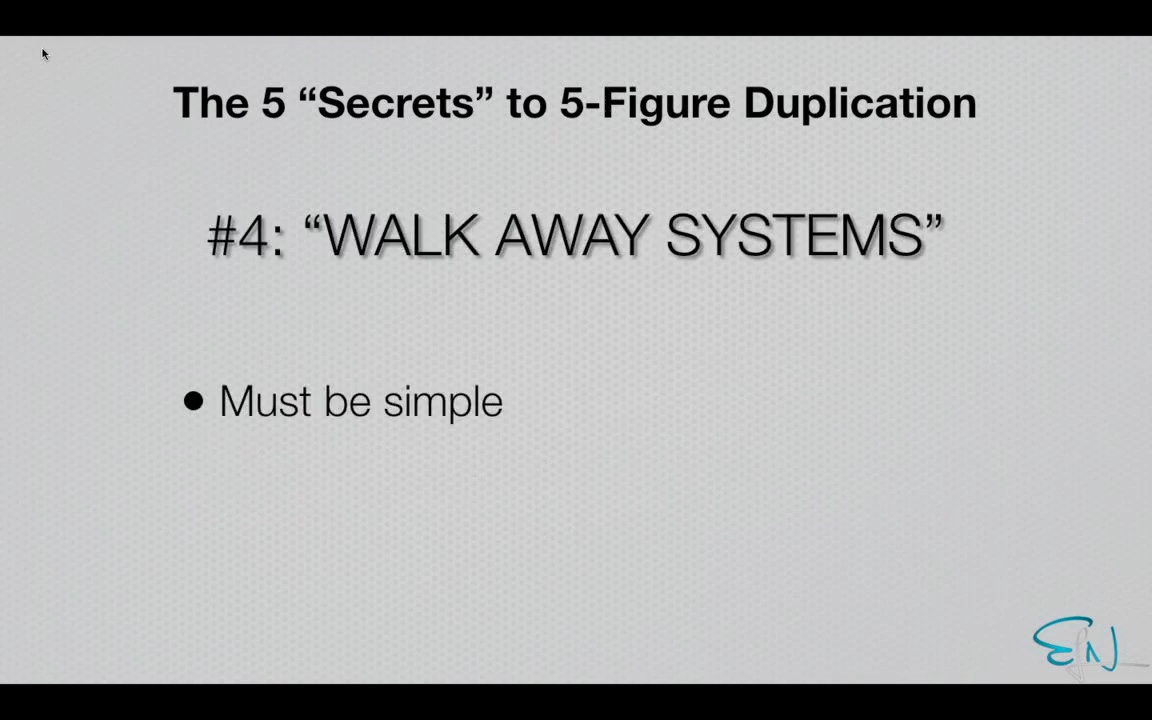 The 5 “Secrets” to 5-Figure Duplication
#4: “WALK AWAY SYSTEMS”
• Must be simple